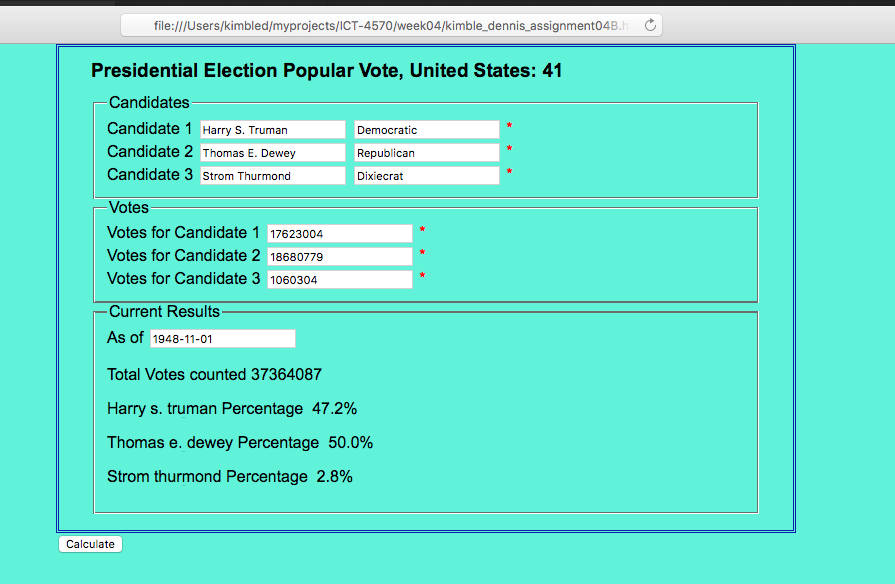 file:///Users/kimbled/myprojects/ICT-4570/week04/kimble_dennis_assignment04B.h
Presidential Election Popular Vote, United States: 41
Candidates
Candidate 1 Harry S. Truman Democratic *
Candidate 2 Thomas E. Dewey Republican *
Candidate 3 Strom Thurmond Dixiecrat *
Votes
Votes for Candidate 1 17623004 *
Votes for Candidate 2 18680779 *
Votes for Candidate 3 1060304 *
Current Results
As of 1948-11-01
Total Votes counted 37364087
Harry s. truman Percentage 47.2%
Thomas e. dewey Percentage 50.0%
Strom thurmond Percentage 2.8%
Calculate